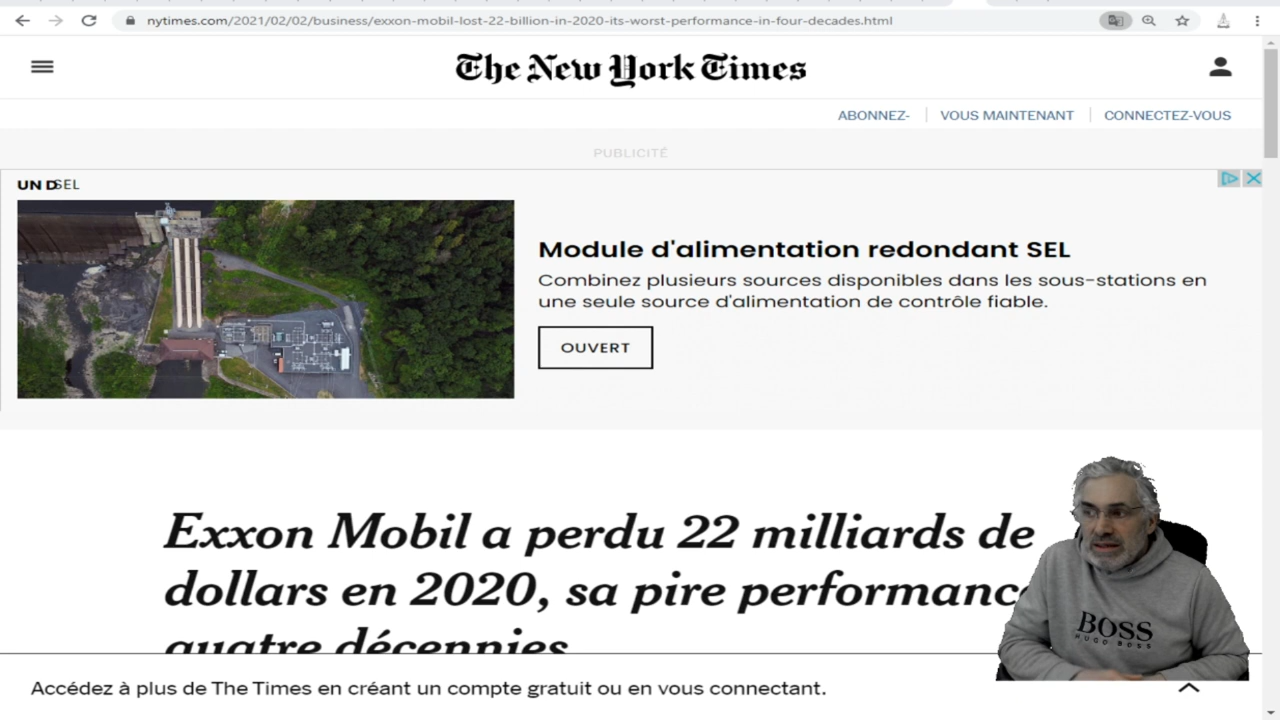 nytimes.com/2021/02/02/business/exxon-mobil-lost-22-billion-in-2020-its-worst-performance-in-four-decades.html
The New York Times
ABONNEZ- VOUS MAINTENANT CONNECTEZ-VOUS
PUBLICITÉ
UN D SEL
Module d'alimentation redondant SEL
Combinez plusieurs sources disponibles dans les sous-stations en
une seule source d'alimentation de contrôle fiable.
OUVERT
Exxon Mobil a perdu 22 milliards de
dollars en 2020, sa pire performance
quatre décennies
BOSS
HUGO BOSS
Accédez à plus de The Times en créant un compte gratuit ou en vous connectant.